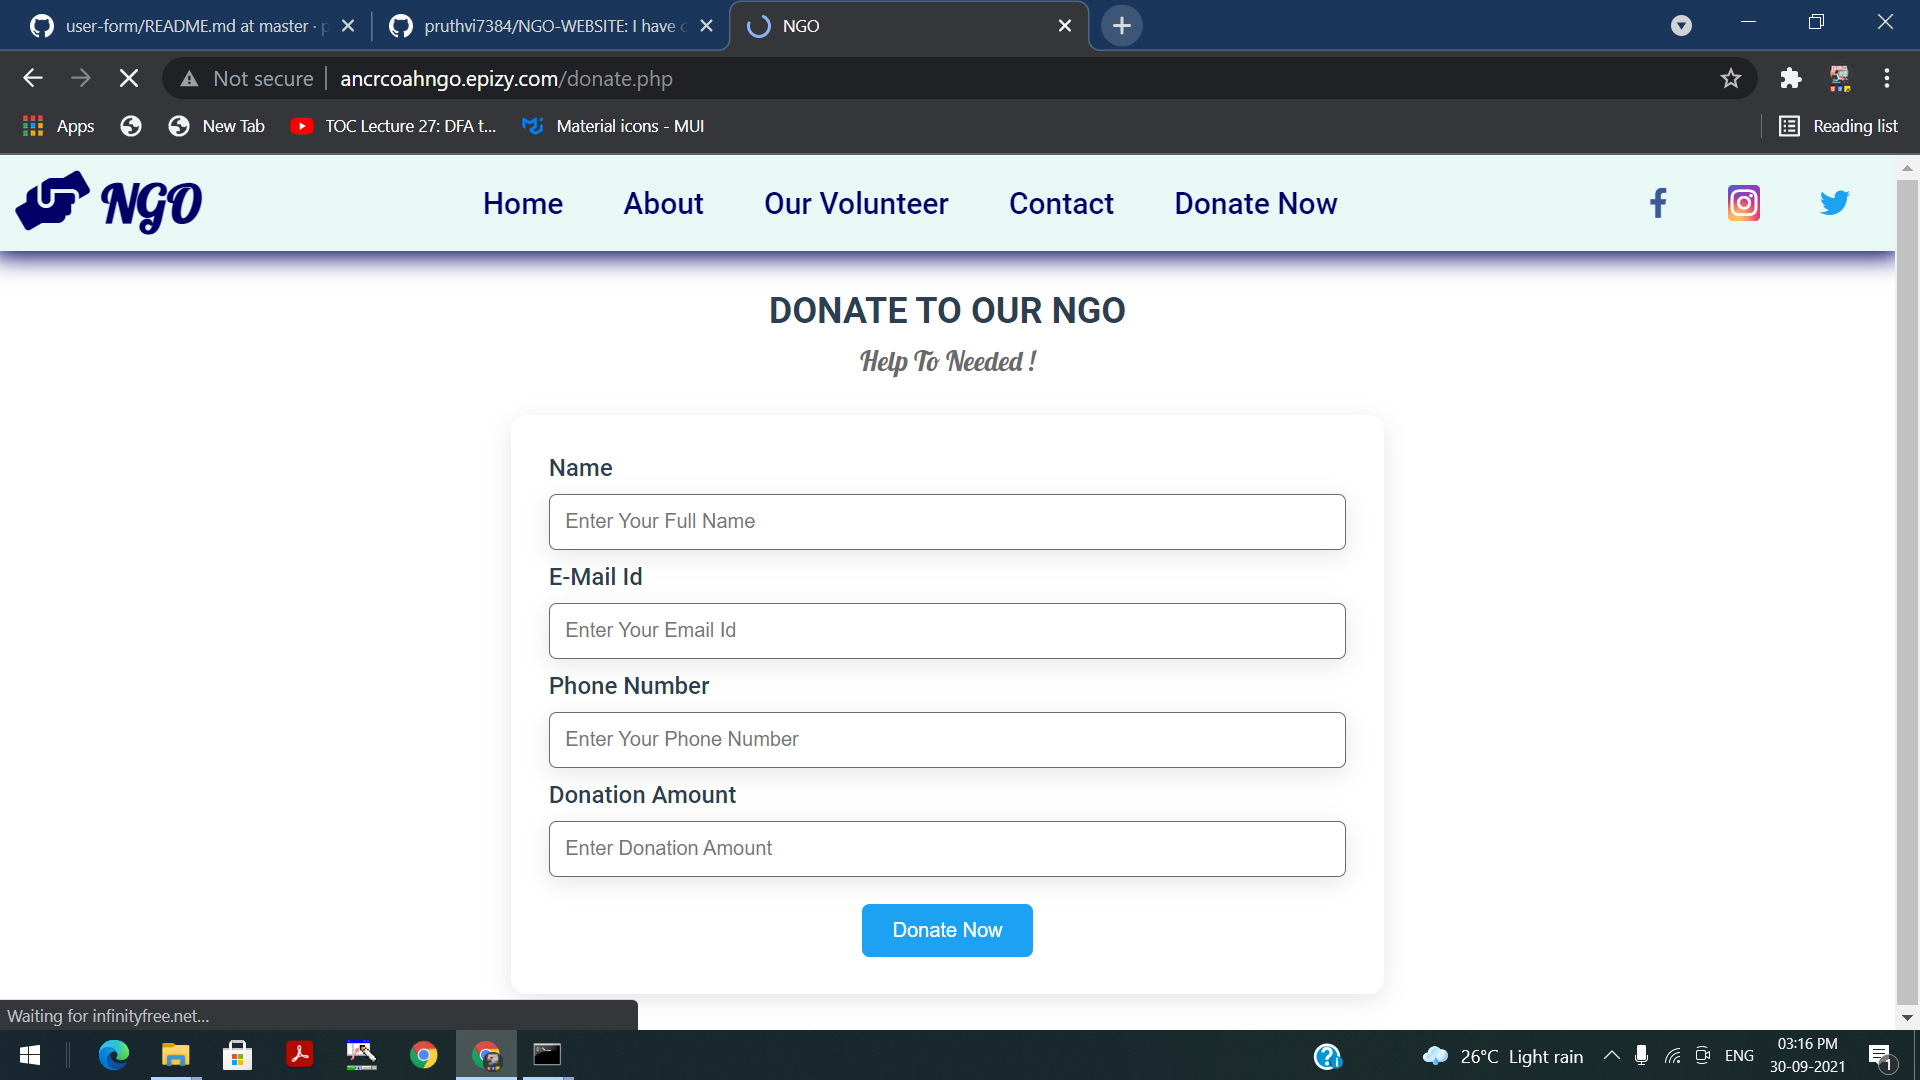 user-form/README.md at master · p
pruthvi7384/NGO-WEBSITE: I have c
NGO
Not secure
ancrcoahngo.epizy.com/donate.php
Apps
New Tab
TOC Lecture 27: DFA t...
Material icons - MUI
Reading list
NGO
Home
About
Our Volunteer
Contact
Donate Now
DONATE TO OUR NGO
Help To Needed !
Name
Enter Your Full Name
E-Mail Id
Enter Your Email Id
Phone Number
Enter Your Phone Number
Donation Amount
Enter Donation Amount
Donate Now
Waiting for infinityfree.net...
26°C Light rain
ENG
03:16 PM
30-09-2021
1